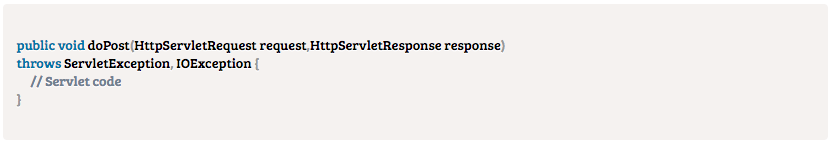 public void doPost(HttpServletRequest request,HttpServletResponse response)
throws ServletException, IOException {
// Servlet code
}